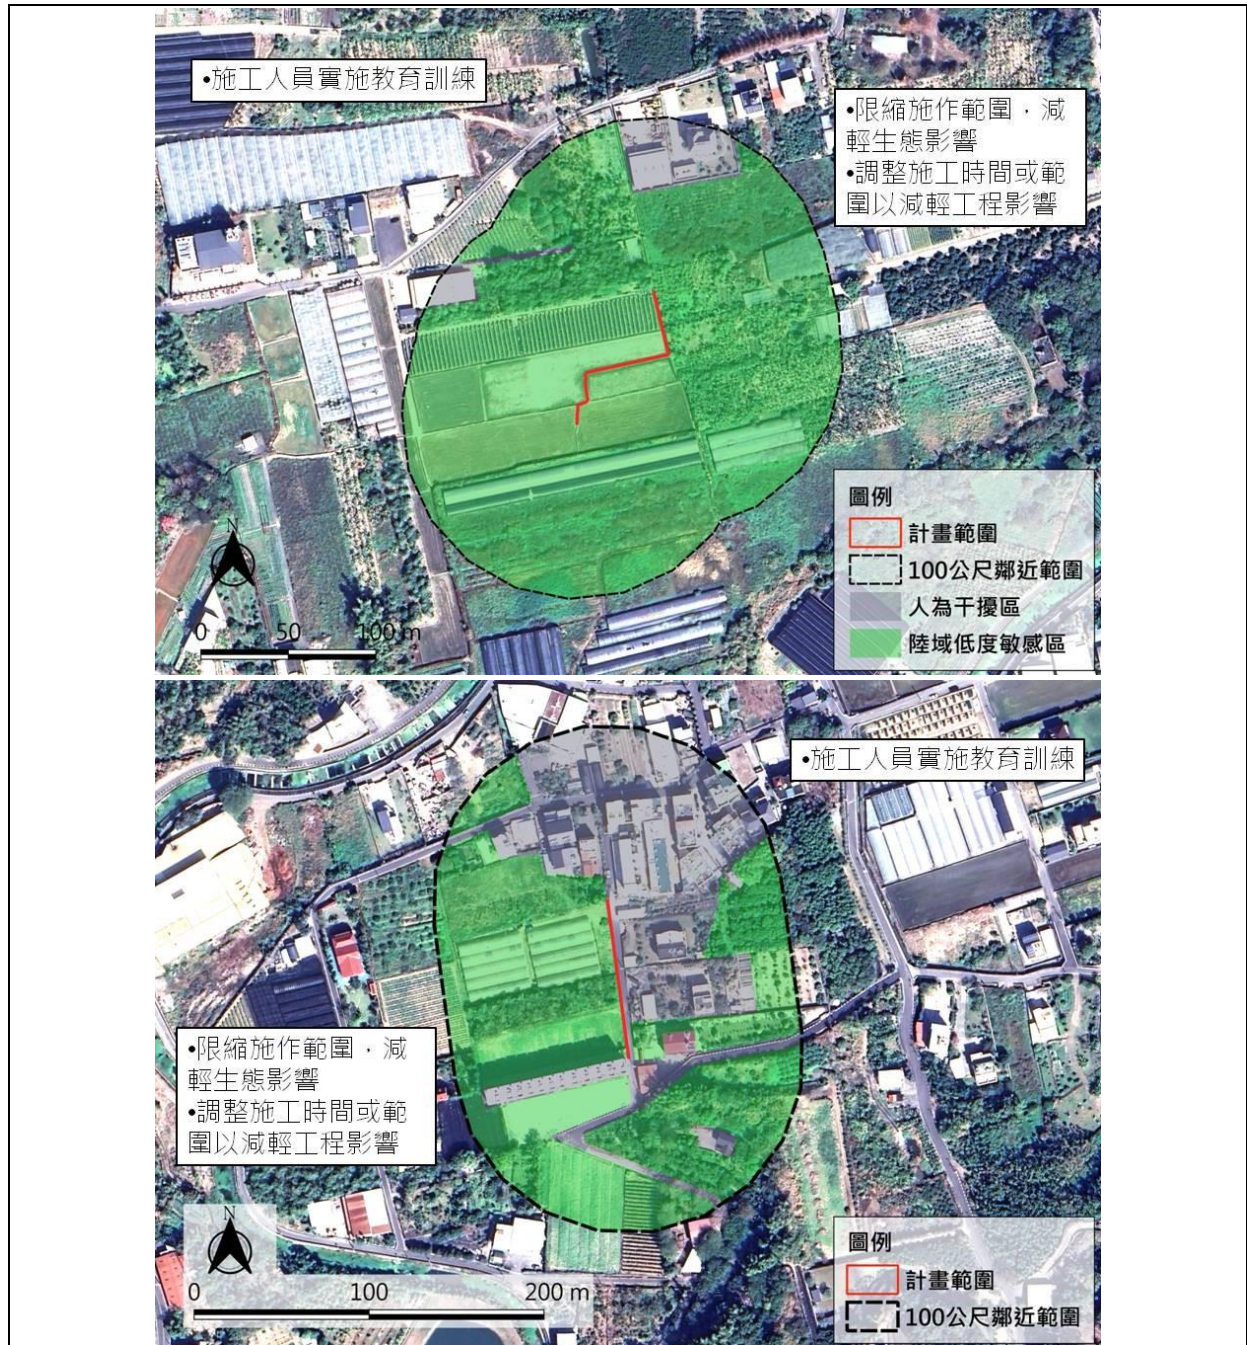 •施工人員實施教育訓練
•限縮施作範圍，減
輕生態影響
•調整施工時間或範
圍以減輕工程影響
圖例
計畫範圍
100公尺鄰近範圍
人為干擾區
陸域低度敏感區
N
0 50 100 m
•施工人員實施教育訓練
•限縮施作範圍，減
輕生態影響
•調整施工時間或範
圍以減輕工程影響
N
0 100 200 m
圖例
計畫範圍
100公尺鄰近範圍